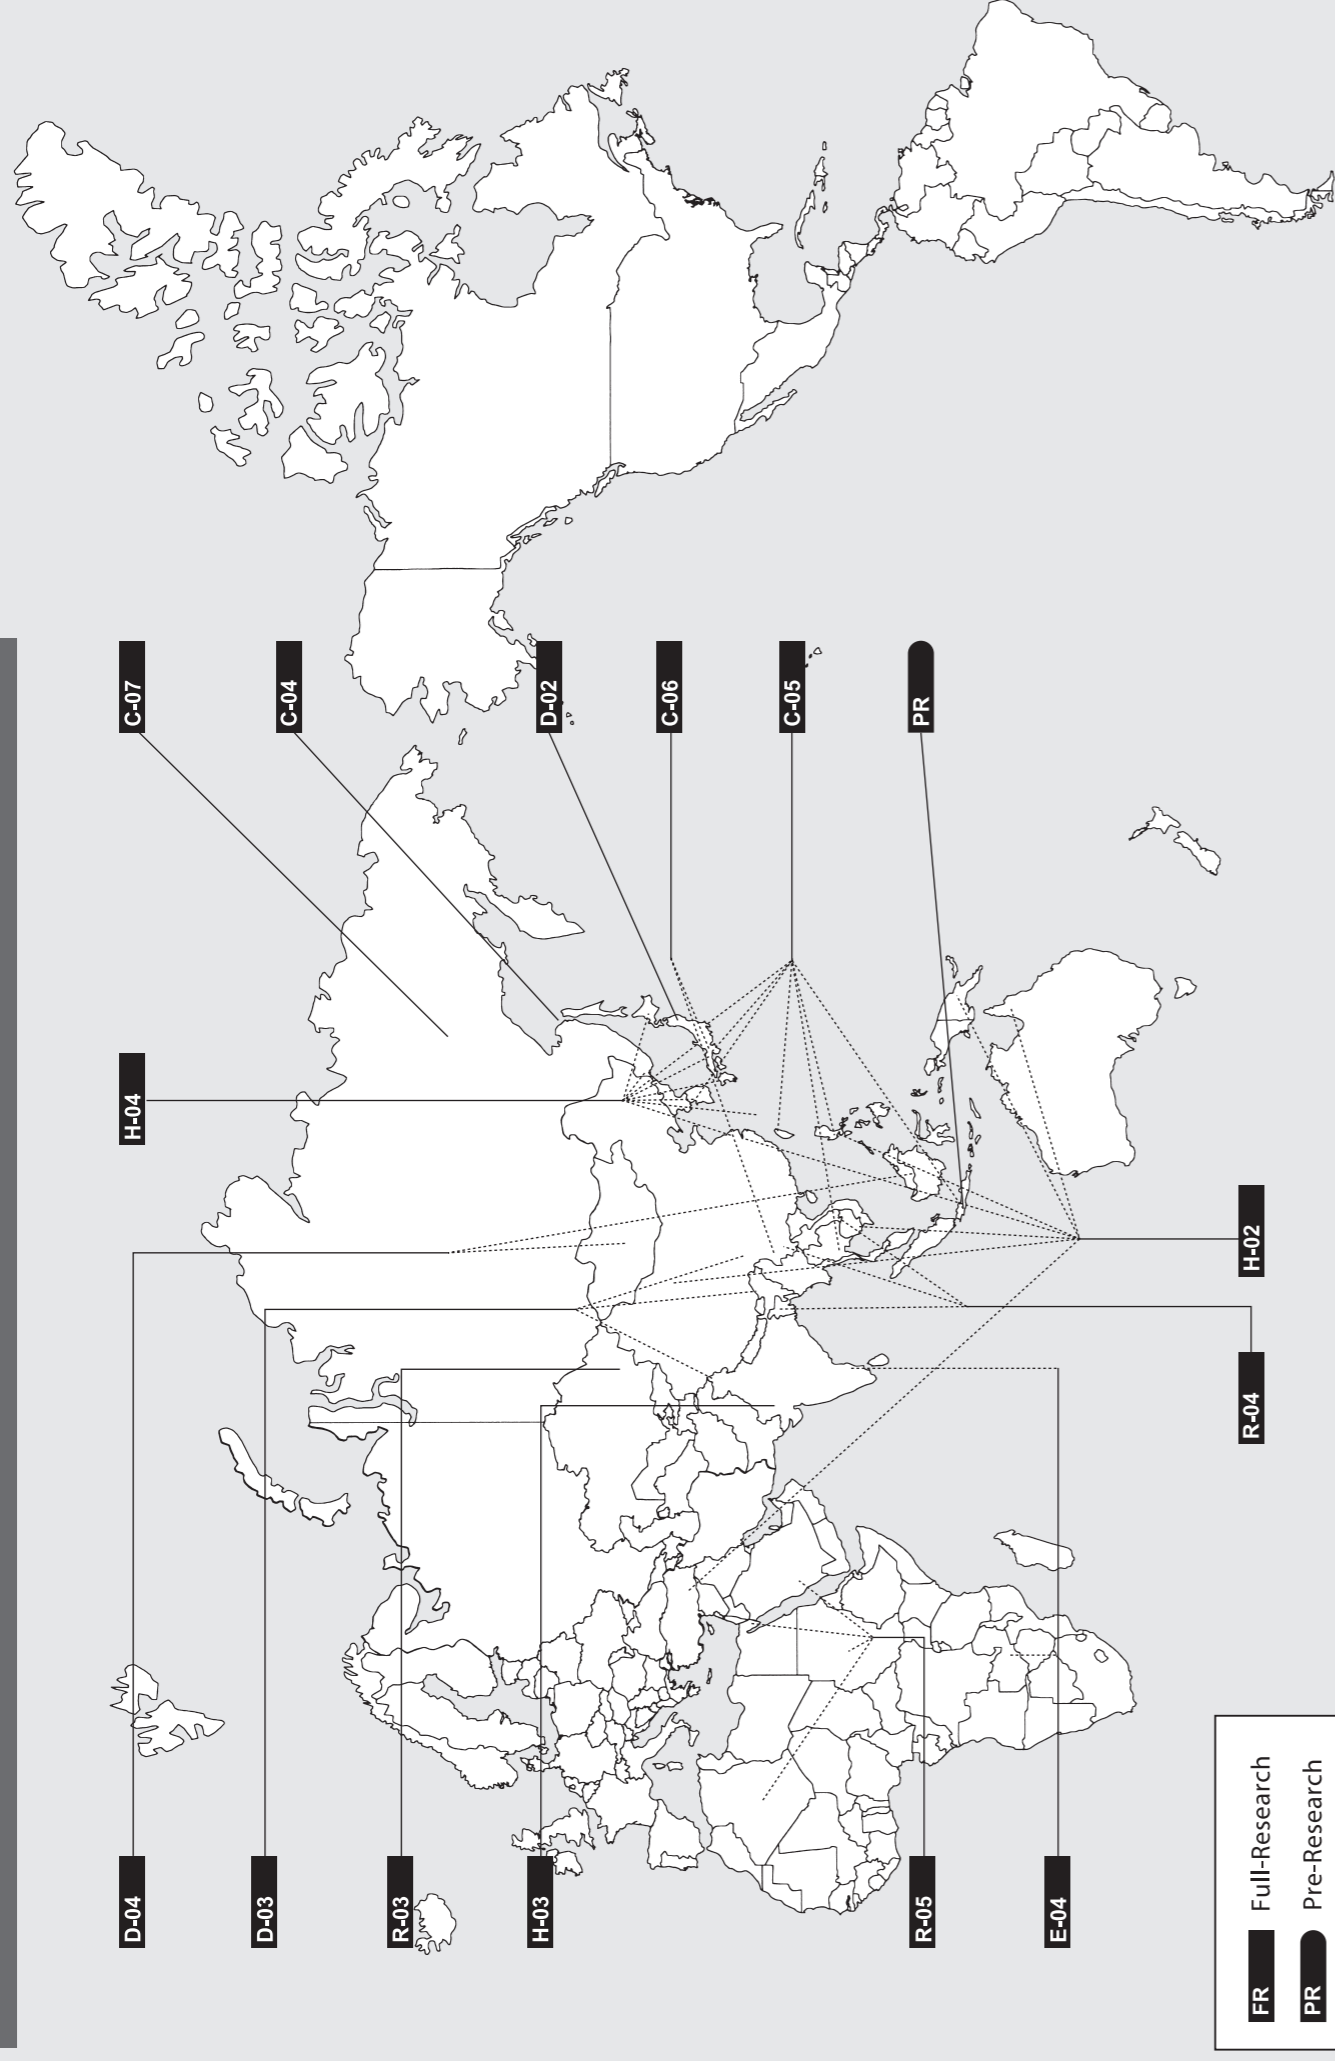 D-04
D-03
R-03
H-03
R-05
E-04
H-04
R-04
H-02
C-07
C-04
D-02
C-06
C-05
PR
FR Full-Research
PR Pre-Research